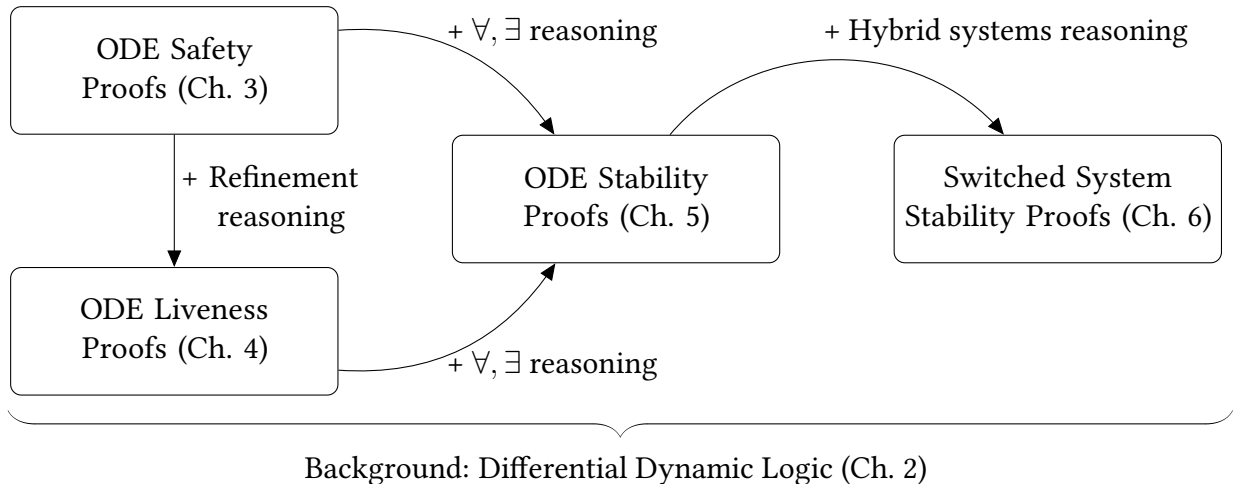 ODE Safety
Proofs (Ch. 3)
+ ∀, ∃ reasoning
+ Hybrid systems reasoning
+ Refinement
reasoning
ODE Stability
Proofs (Ch. 5)
Switched System
Stability Proofs (Ch. 6)
ODE Liveness
Proofs (Ch. 4)
+ ∀, ∃ reasoning
Background: Differential Dynamic Logic (Ch. 2)